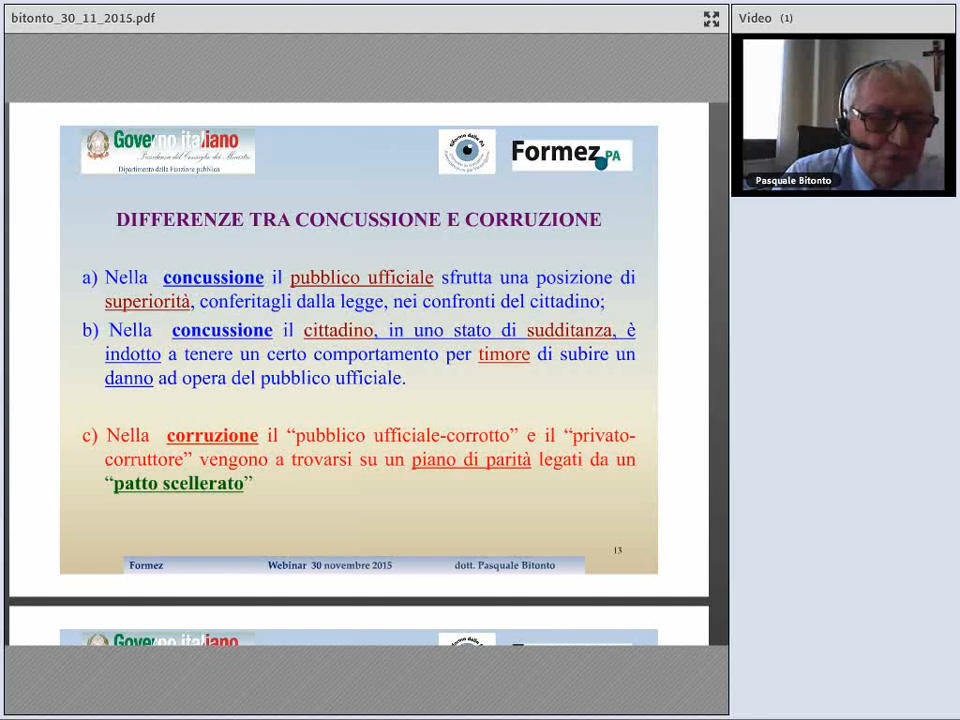 bitonto_30_11_2015.pdf
Video (1)
Pasquale Bitonto
Governo italiano
Presidenza del Consiglio dei Ministri
Dipartimento della Funzione pubblica
Formez PA
DIFFERENZE TRA CONCUSSIONE E CORRUZIONE
a) Nella concussione il pubblico ufficiale sfrutta una posizione di
superiorità, conferitagli dalla legge, nei confronti del cittadino;
b) Nella concussione il cittadino, in uno stato di sudditanza, è
indotto a tenere un certo comportamento per timore di subire un
danno ad opera del pubblico ufficiale.
c) Nella corruzione il “pubblico ufficiale-corrotto” e il “privato-
corruttore” vengono a trovarsi su un piano di parità legati da un
“patto scellerato”
13
Formez Webinar 30 novembre 2015 dott. Pasquale Bitonto
Governo italiano